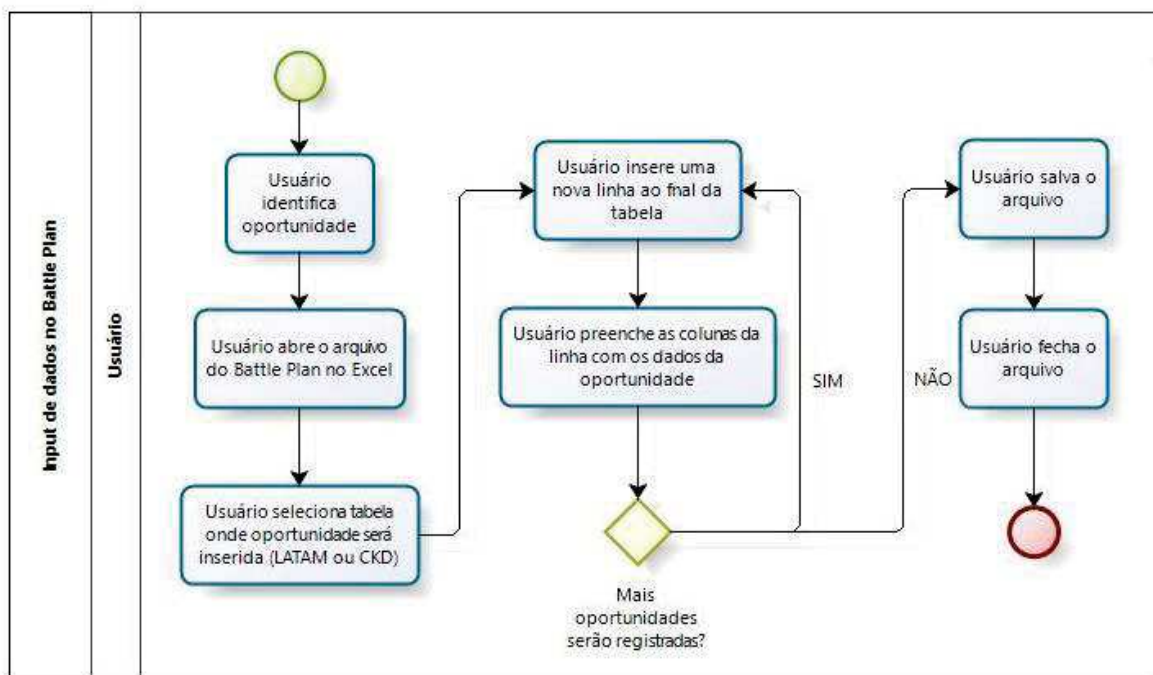 Input de dados no Battle Plan
Usuário
Usuário
identifica
oportunidade
Usuário abre o arquivo
do Battle Plan no Excel
Usuário seleciona tabela
onde oportunidade será
inserida (LATAM ou CKD)
Usuário insere uma
nova linha ao fnal da
tabela
Usuário preenche as colunas da
linha com os dados da
oportunidade
Mais
oportunidades
serão registradas?
SIM
NÃO
Usuário salva o
arquivo
Usuário fecha o
arquivo